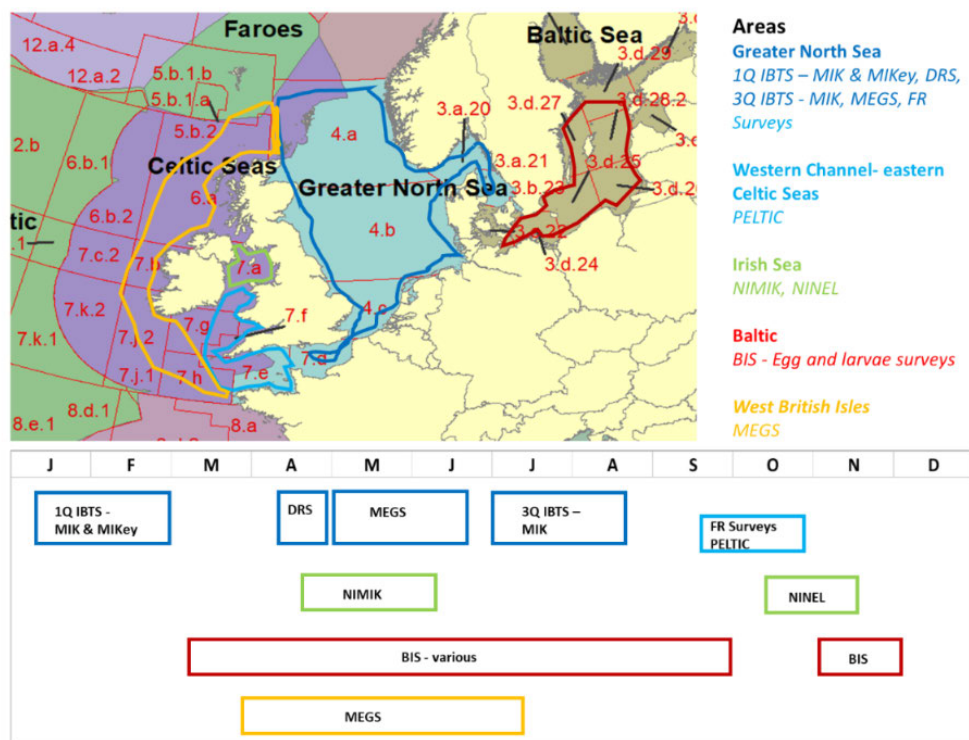 Faroes
12.a.4
12.a.2
5.b.1.b
5.b.1.a
5.b.2
2.b
6.b.1
Celtic Seas
6.a
6.b.2
tic
.1
7.c.2
7.b
7.a
7.k.2
7.g
7.f
7.k.1
7.j.2
7.j.1
7.h
7.e
7.d
8.d.1
8.e.1
8.a
4.a
Greater North Sea
4.b
4.c
Baltic Sea
3.d.29
3.a.20
3.d.27
3.d.28.2
3.a.21
3.d.25
3.b.23
3.d.24
Areas
Greater North Sea
1Q IBTS – MIK & MIKey, DRS,
3Q IBTS - MIK, MEGS, FR
Surveys
Western Channel- eastern
Celtic Seas
PELTIC
Irish Sea
NIMIK, NINEL
Baltic
BIS - Egg and larvae surveys
West British Isles
MEGS
J F M A M J J A S O N D
1Q IBTS -
MIK & MIKey
DRS
MEGS
3Q IBTS –
MIK
FR Surveys
PELTIC
NIMIK
NINEL
BIS - various
BIS
MEGS